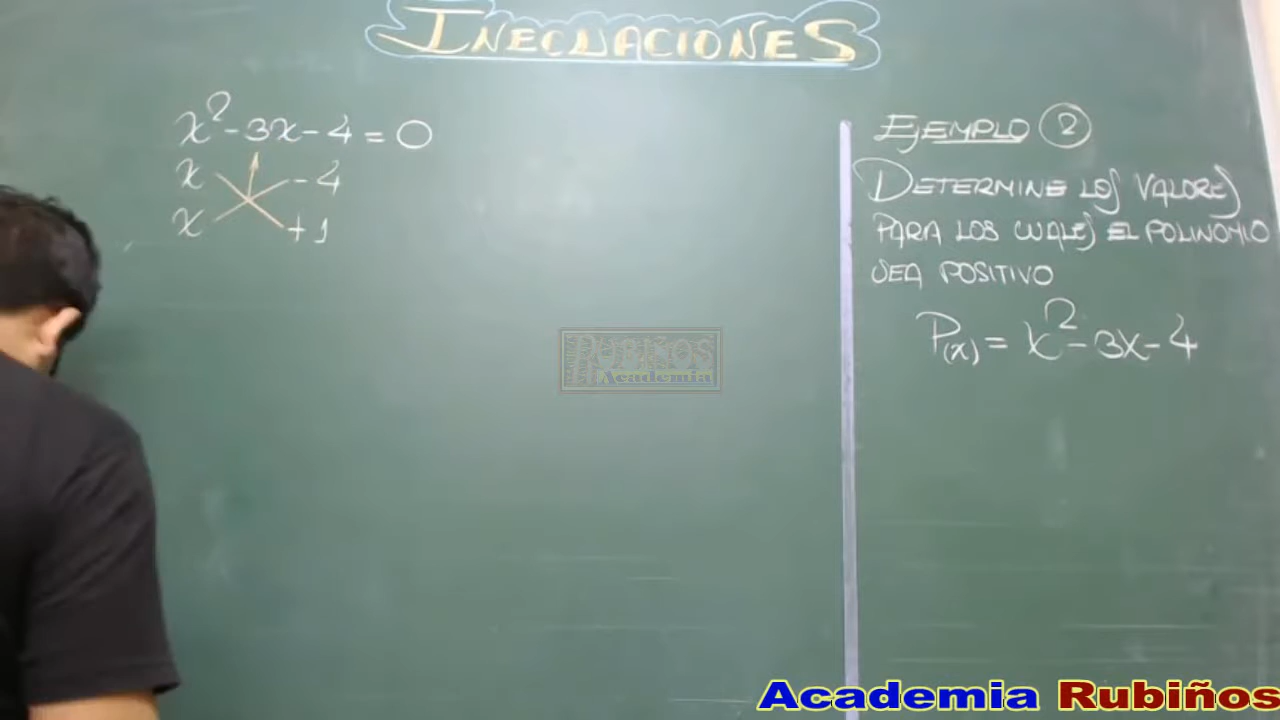 INECUACIONES
x² - 3x - 4 = 0
x - 4
x + 1
EJEMPLO 2
DETERMINE LOS VALORES
PARA LOS CUALES EL POLINOMIO
SEA POSITIVO
P(x) = x² - 3x - 4
RUBIÑOS
Academia
Academia Rubiños